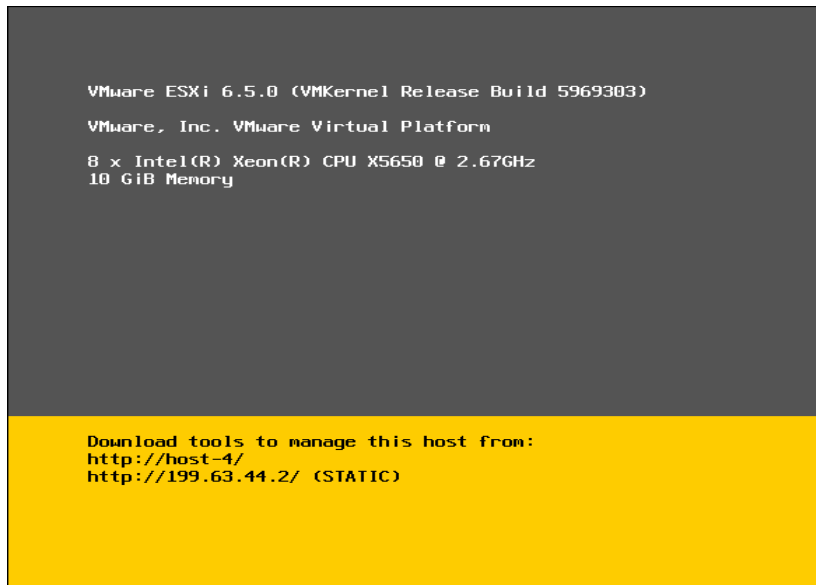 VMware ESXi 6.5.0 (VMKernel Release Build 5969303)
VMware, Inc. VMware Virtual Platform
8 x Intel(R) Xeon(R) CPU X5650 @ 2.67GHz
10 GiB Memory
Download tools to manage this host from:
http://host-4/
http://199.63.44.2/ (STATIC)